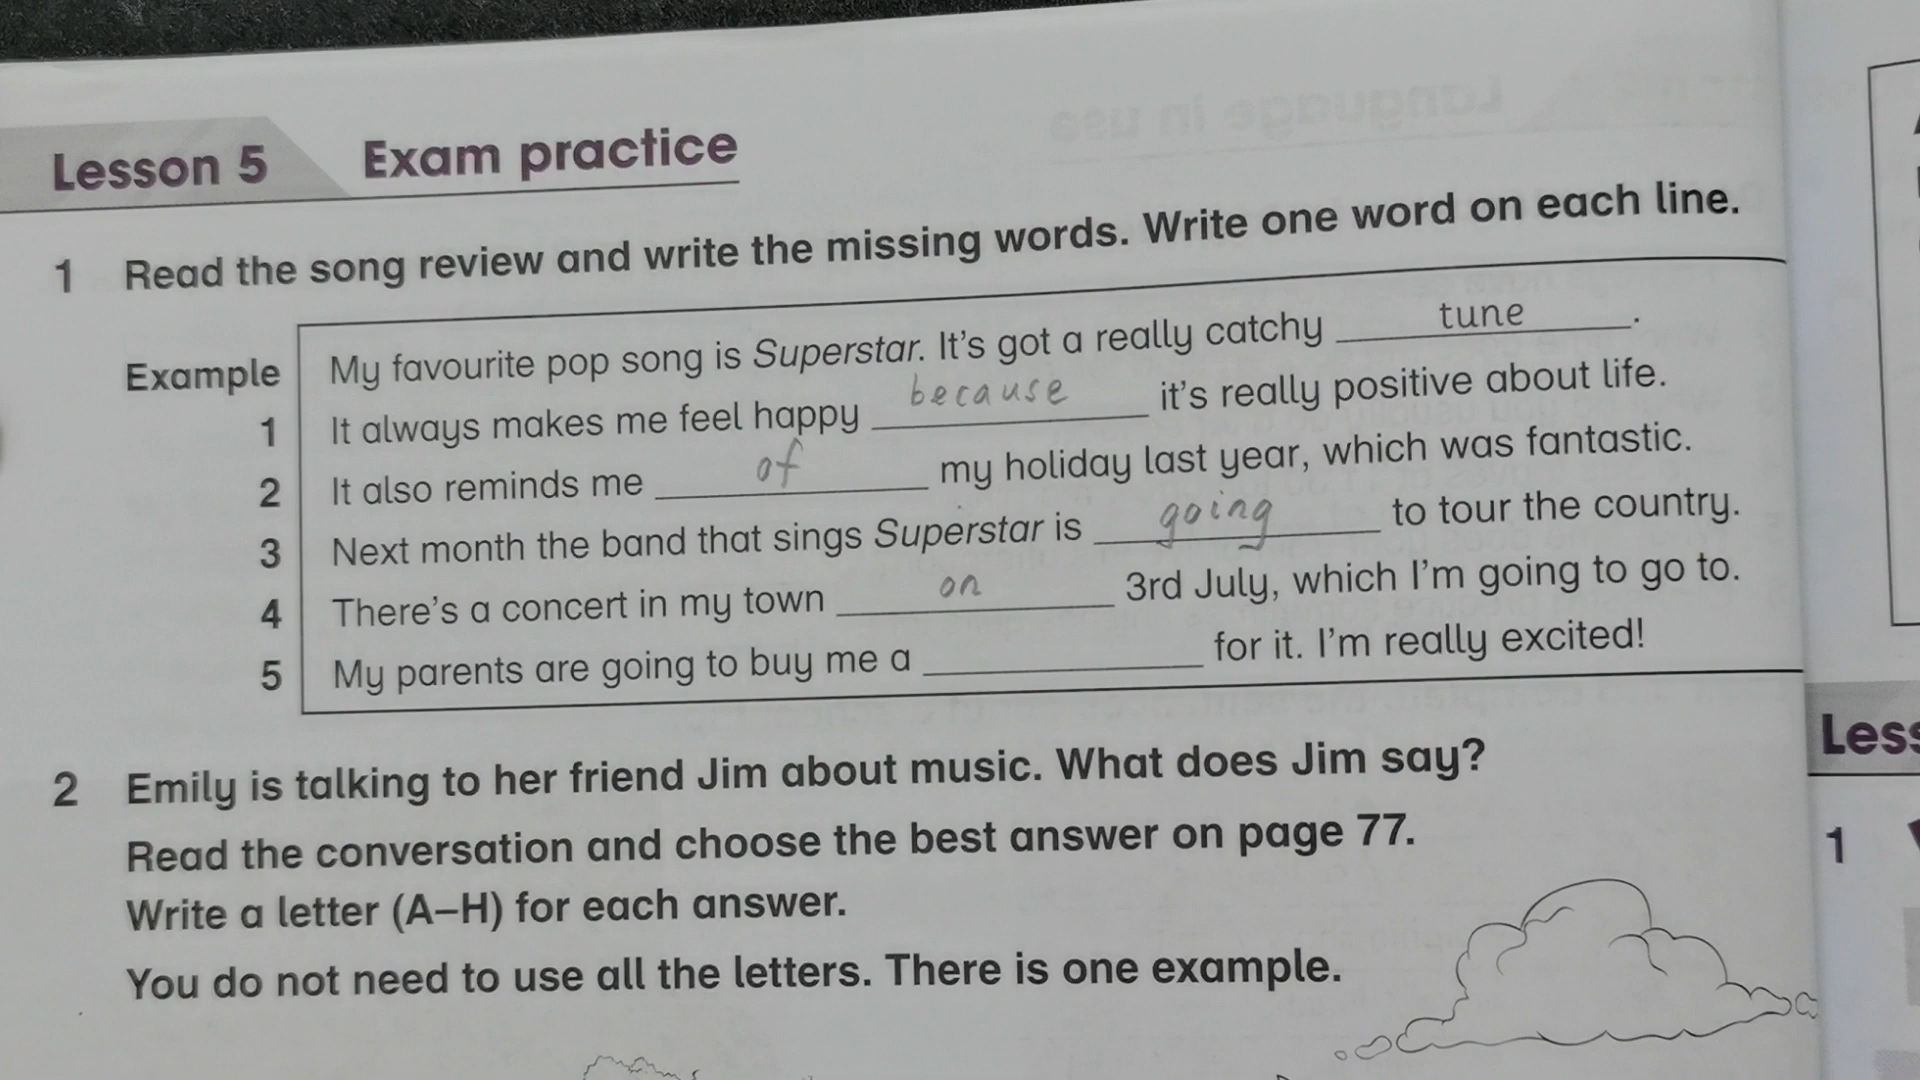 Language in use
Lesson 5 Exam practice
1 Read the song review and write the missing words. Write one word on each line.
Example My favourite pop song is Superstar. It's got a really catchy tune.
1 It always makes me feel happy because it's really positive about life.
2 It also reminds me of my holiday last year, which was fantastic.
3 Next month the band that sings Superstar is going to tour the country.
4 There's a concert in my town on 3rd July, which I'm going to go to.
5 My parents are going to buy me a ____ for it. I'm really excited!
2 Emily is talking to her friend Jim about music. What does Jim say?
Read the conversation and choose the best answer on page 77.
Write a letter (A–H) for each answer.
You do not need to use all the letters. There is one example.
Less
1